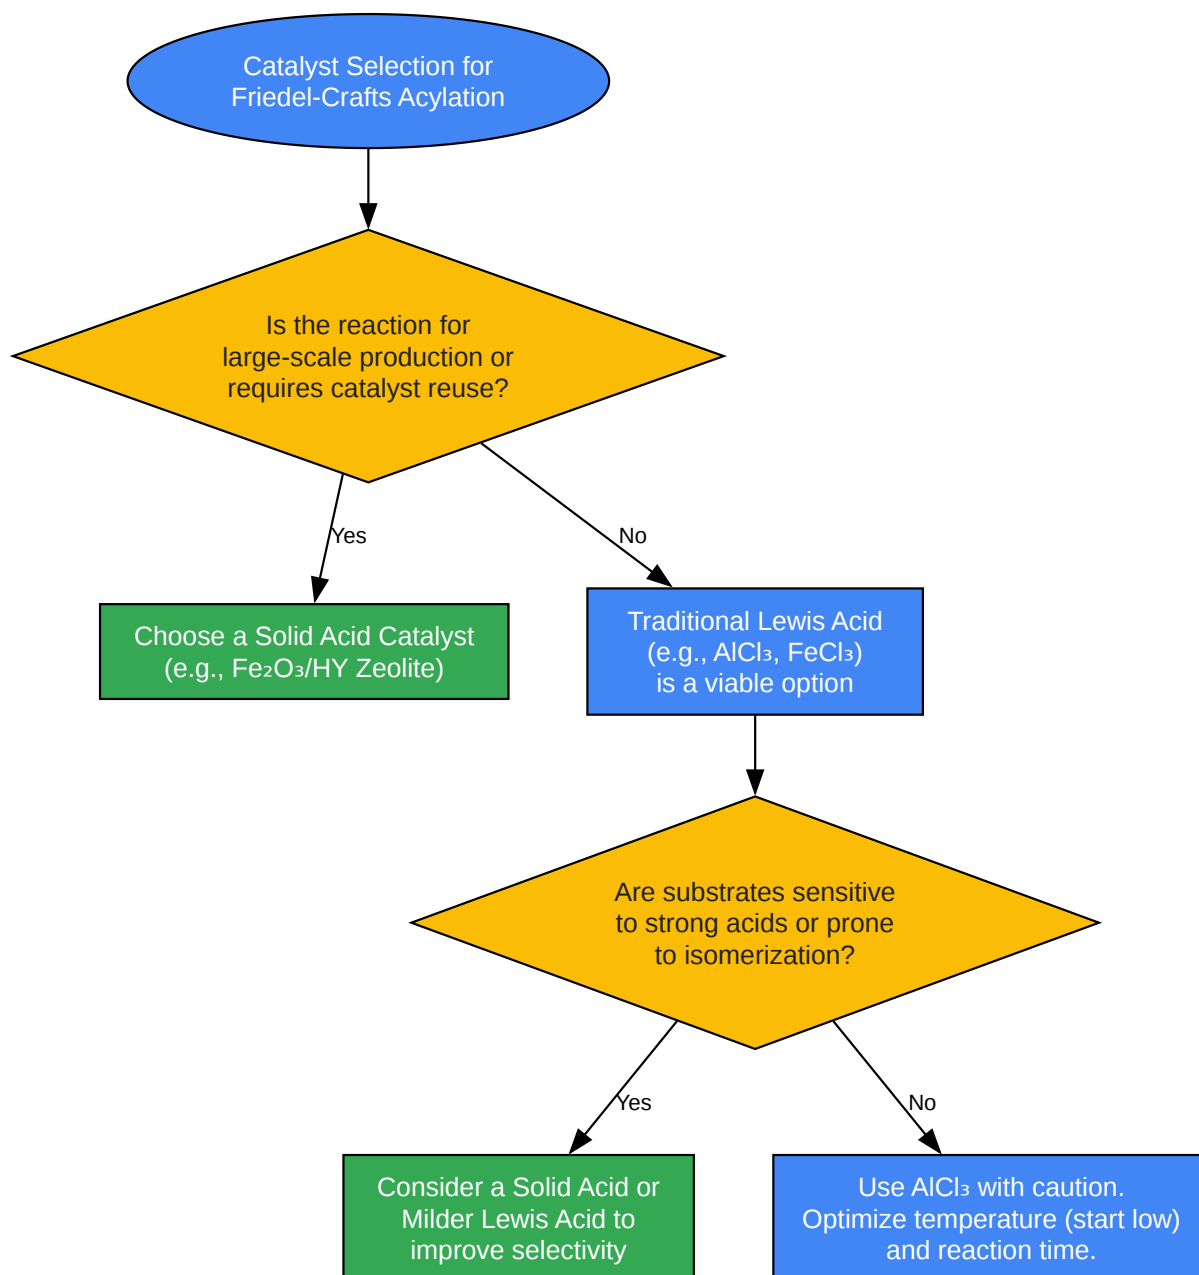 Catalyst Selection for
Friedel-Crafts Acylation
Is the reaction for
large-scale production or
requires catalyst reuse?
Yes
No
Choose a Solid Acid Catalyst
(e.g., Fe₂O₃/HY Zeolite)
Traditional Lewis Acid
(e.g., AlCl₃, FeCl₃)
is a viable option
Are substrates sensitive
to strong acids or prone
to isomerization?
Yes
No
Consider a Solid Acid or
Milder Lewis Acid to
improve selectivity
Use AlCl₃ with caution.
Optimize temperature (start low)
and reaction time.